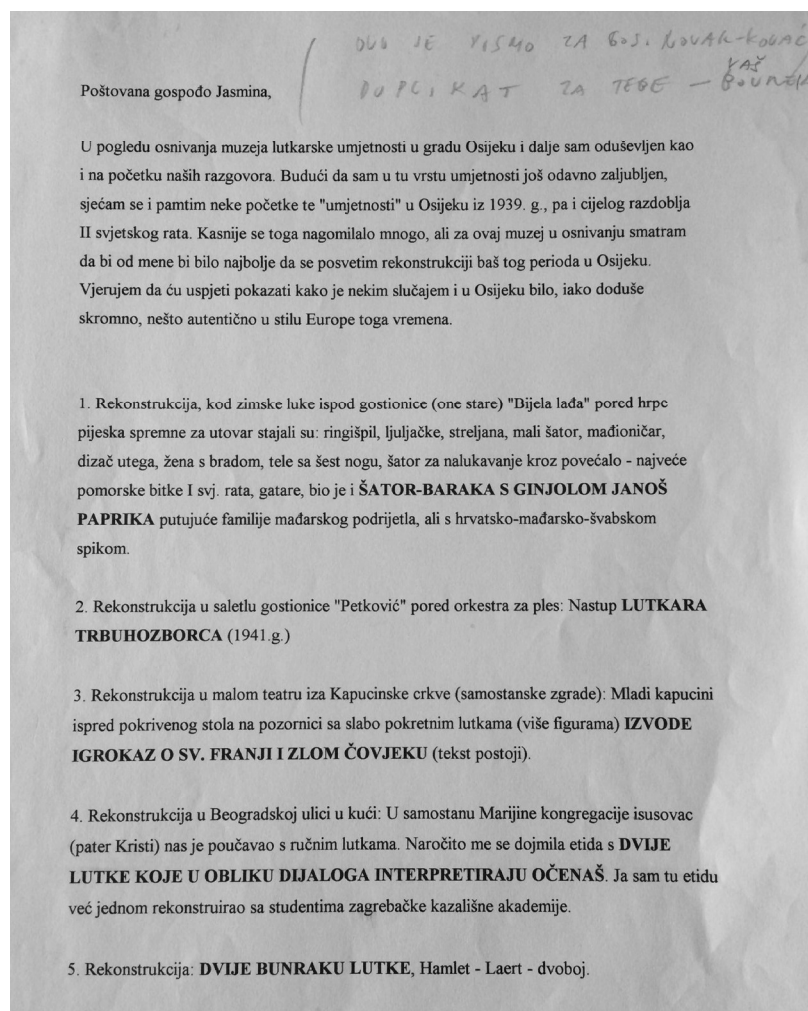 OVO JE PISMO ZA GOS. NOVAK-KOVAČ
DUPLIKAT ZA TEBE — VAŠ
Poštovana gospođo Jasmina,
U pogledu osnivanja muzeja lutkarske umjetnosti u gradu Osijeku i dalje sam oduševljen kao
i na početku naših razgovora. Budući da sam u tu vrstu umjetnosti još odavno zaljubljen,
sjećam se i pamtim neke početke te "umjetnosti" u Osijeku iz 1939. g., pa i cijelog razdoblja
II svjetskog rata. Kasnije se toga nagomilalo mnogo, ali za ovaj muzej u osnivanju smatram
da bi od mene bi bilo najbolje da se posvetim rekonstrukciji baš tog perioda u Osijeku.
Vjerujem da ću uspjeti pokazati kako je nekim slučajem i u Osijeku bilo, iako doduše
skromno, nešto autentično u stilu Europe toga vremena.
1. Rekonstrukcija, kod zimske luke ispod gostionice (one stare) "Bijela lađa" pored hrpe
pijeska spremne za utovar stajali su: ringišpil, ljuljačke, streljana, mali šator, mađioničar,
dizač utega, žena s bradom, tele sa šest nogu, šator za nalukavanje kroz povećalo - najveće
pomorske bitke I svj. rata, gatare, bio je i ŠATOR-BARAKA S GINJOLOM JANOŠ
PAPRIKA putujuće familije mađarskog podrijetla, ali s hrvatsko-mađarsko-švabskom
spikom.
2. Rekonstrukcija u saletlu gostionice "Petković" pored orkestra za ples: Nastup LUTKARA
TRBUHOZBORCA (1941.g.)
3. Rekonstrukcija u malom teatru iza Kapucinske crkve (samostanske zgrade): Mladi kapucini
ispred pokrivenog stola na pozornici sa slabo pokretnim lutkama (više figurama) IZVODE
IGROKAZ O SV. FRANJI I ZLOM ČOVJEKU (tekst postoji).
4. Rekonstrukcija u Beogradskoj ulici u kući: U samostanu Marijine kongregacije isusovac
(pater Kristi) nas je poučavao s ručnim lutkama. Naročito me se dojmila etida s DVIJE
LUTKE KOJE U OBLIKU DIJALOGA INTERPRETIRAJU OČENAŠ. Ja sam tu etidu
već jednom rekonstruirao sa studentima zagrebačke kazališne akademije.
5. Rekonstrukcija: DVIJE BUNRAKU LUTKE, Hamlet - Laert - dvoboj.